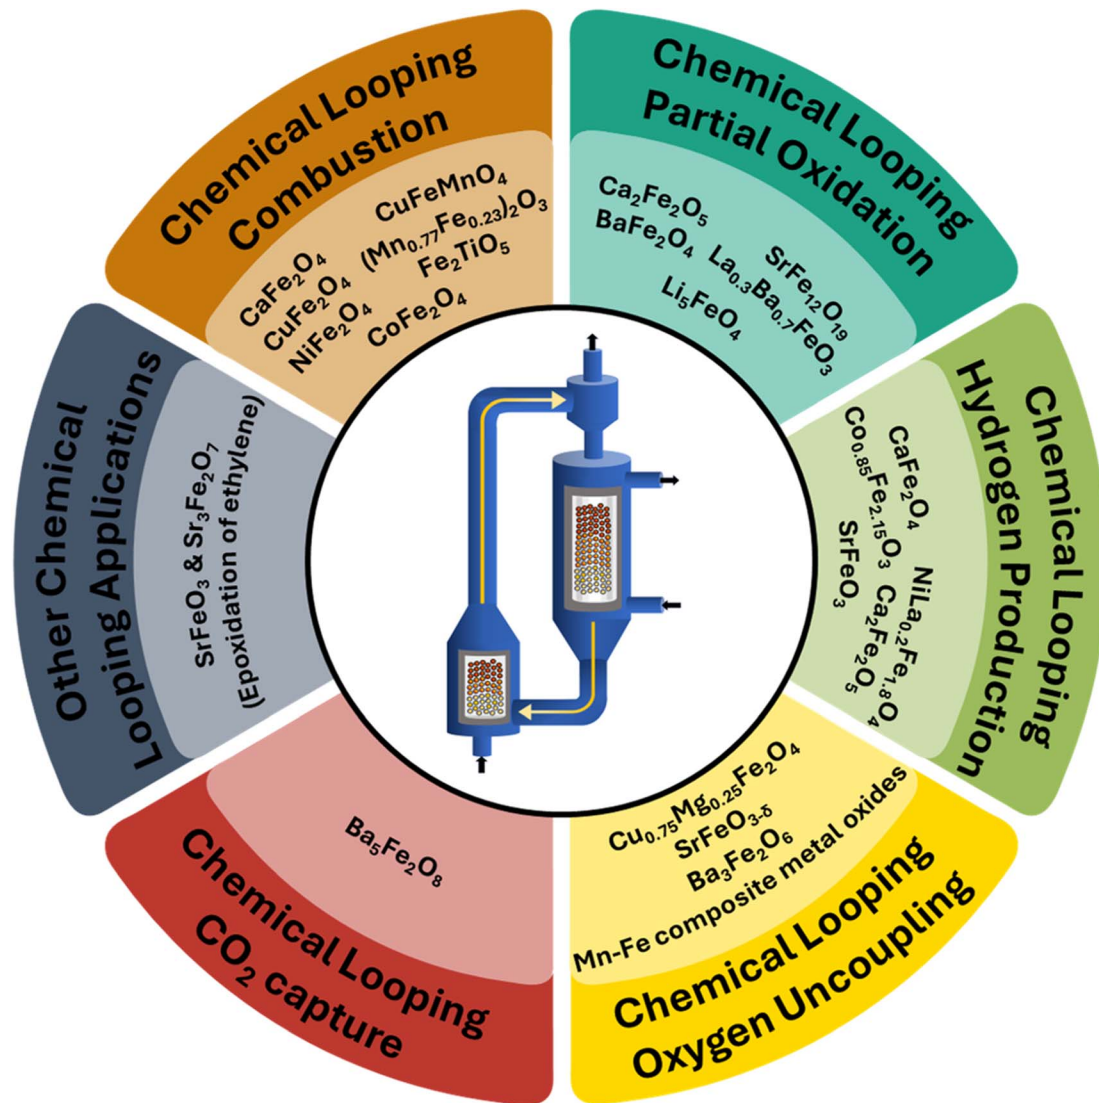 Chemical Looping
Combustion
CuFeMnO₄
(Mn₀.₇₇Fe₀.₂₃)₂O₃
Fe₂TiO₅
CaFe₂O₄
CuFe₂O₄
NiFe₂O₄
CoFe₂O₄
Chemical Looping
Partial Oxidation
Ca₂Fe₂O₅
BaFe₂O₄
Li₅FeO₄
SrFe₁₂O₁₉
La₀.₃Ba₀.₇FeO₃
Chemical Looping
Hydrogen Production
CaFe₂O₄ NiLa₀.₂Fe₁.₈O₄
Co₀.₈₅Fe₂.₁₅O₃ Ca₂Fe₂O₅
SrFeO₃
Cu₀.₇₅Mg₀.₂₅Fe₂O₄
SrFeO₃₋δ
Ba₃Fe₂O₆
Mn-Fe composite metal oxides
Chemical Looping
Oxygen Uncoupling
Ba₅Fe₂O₈
Chemical Looping
CO₂ capture
Other Chemical
Looping Applications
SrFeO₃ & Sr₃Fe₂O₇
(Epoxidation of ethylene)